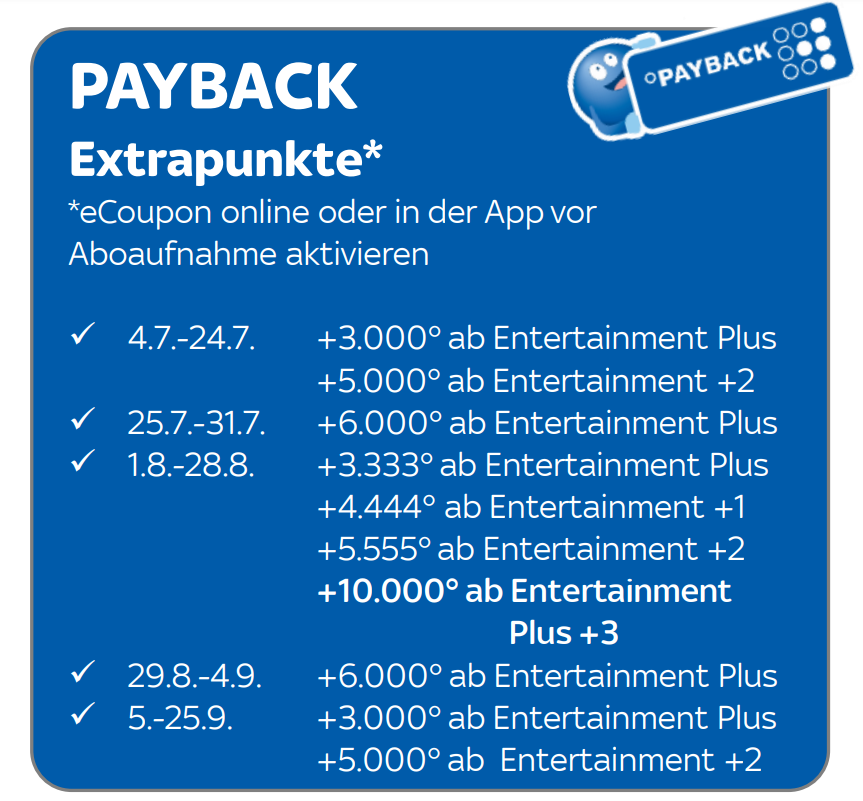 °PAYBACK
PAYBACK
Extrapunkte*
*eCoupon online oder in der App vor
Aboaufnahme aktivieren
✓ 4.7.-24.7. +3.000° ab Entertainment Plus
+5.000° ab Entertainment +2
✓ 25.7.-31.7. +6.000° ab Entertainment Plus
✓ 1.8.-28.8. +3.333° ab Entertainment Plus
+4.444° ab Entertainment +1
+5.555° ab Entertainment +2
+10.000° ab Entertainment
Plus +3
✓ 29.8.-4.9. +6.000° ab Entertainment Plus
✓ 5.-25.9. +3.000° ab Entertainment Plus
+5.000° ab Entertainment +2